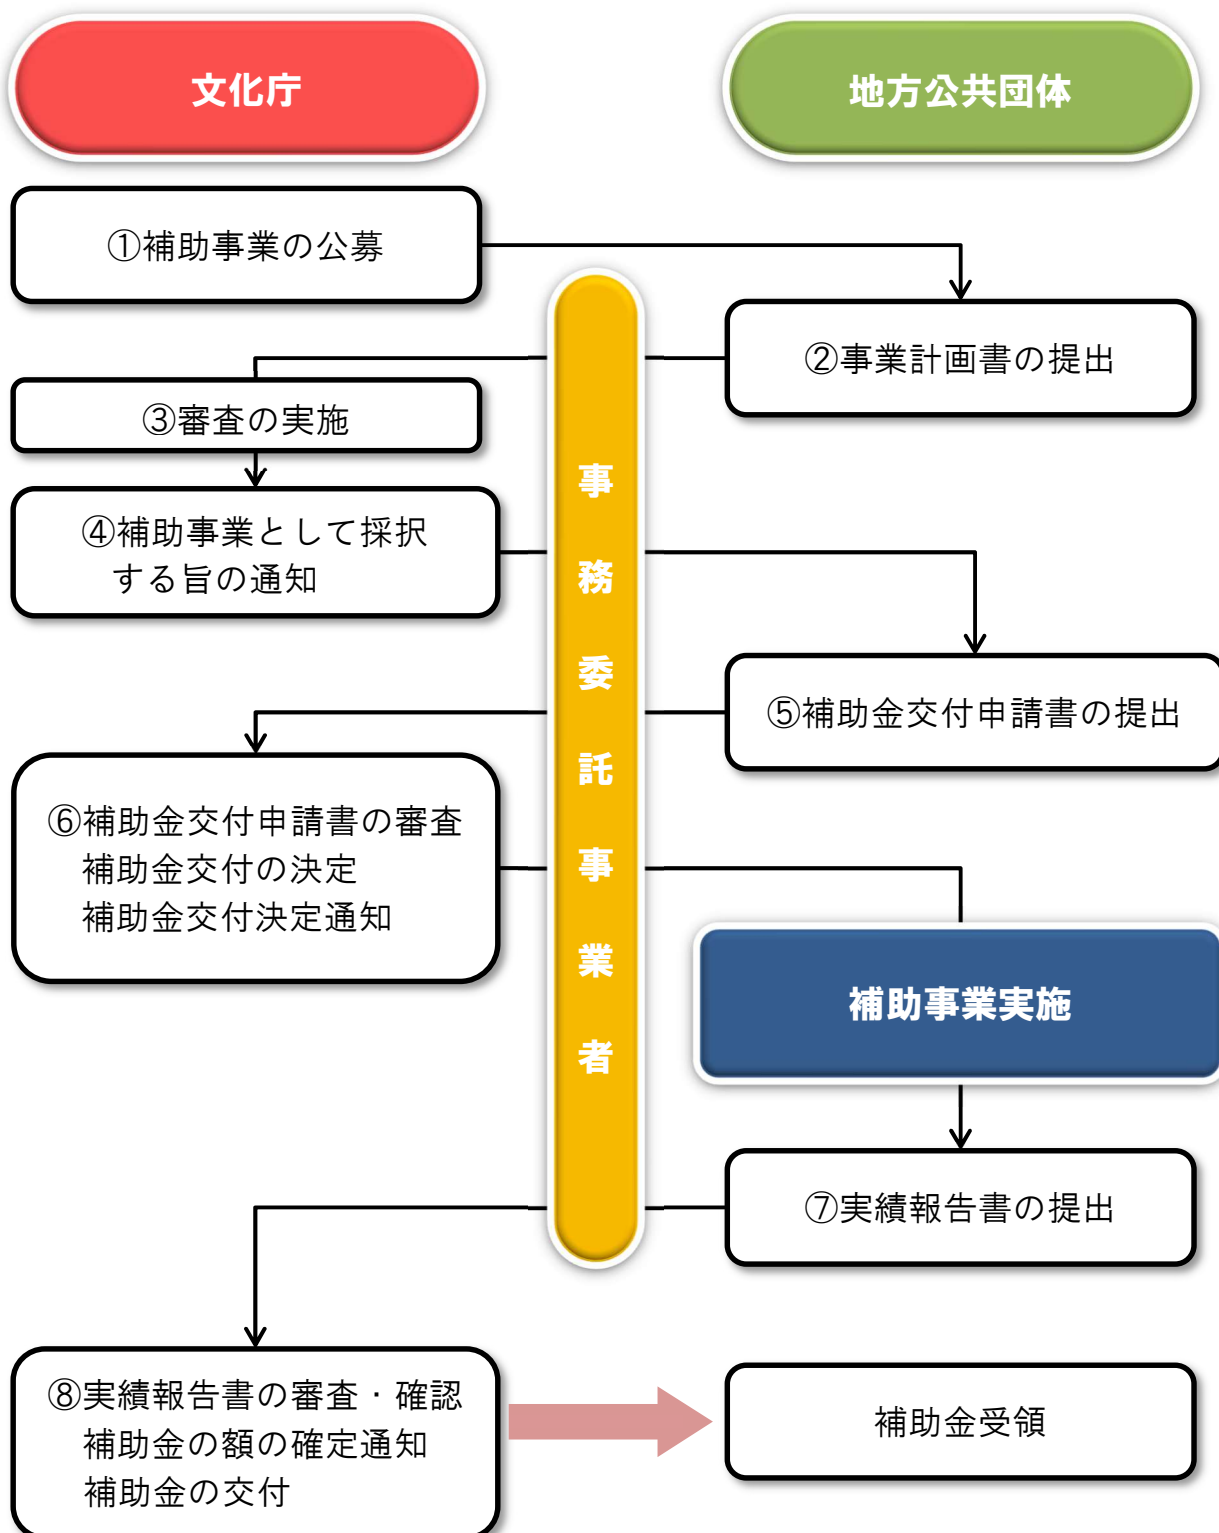 文化庁
地方公共団体
①補助事業の公募
②事業計画書の提出
③審査の実施
④補助事業として採択
する旨の通知
事務委託事業者
⑤補助金交付申請書の提出
⑥補助金交付申請書の審査
補助金交付の決定
補助金交付決定通知
補助事業実施
⑦実績報告書の提出
⑧実績報告書の審査・確認
補助金の額の確定通知
補助金の交付
補助金受領